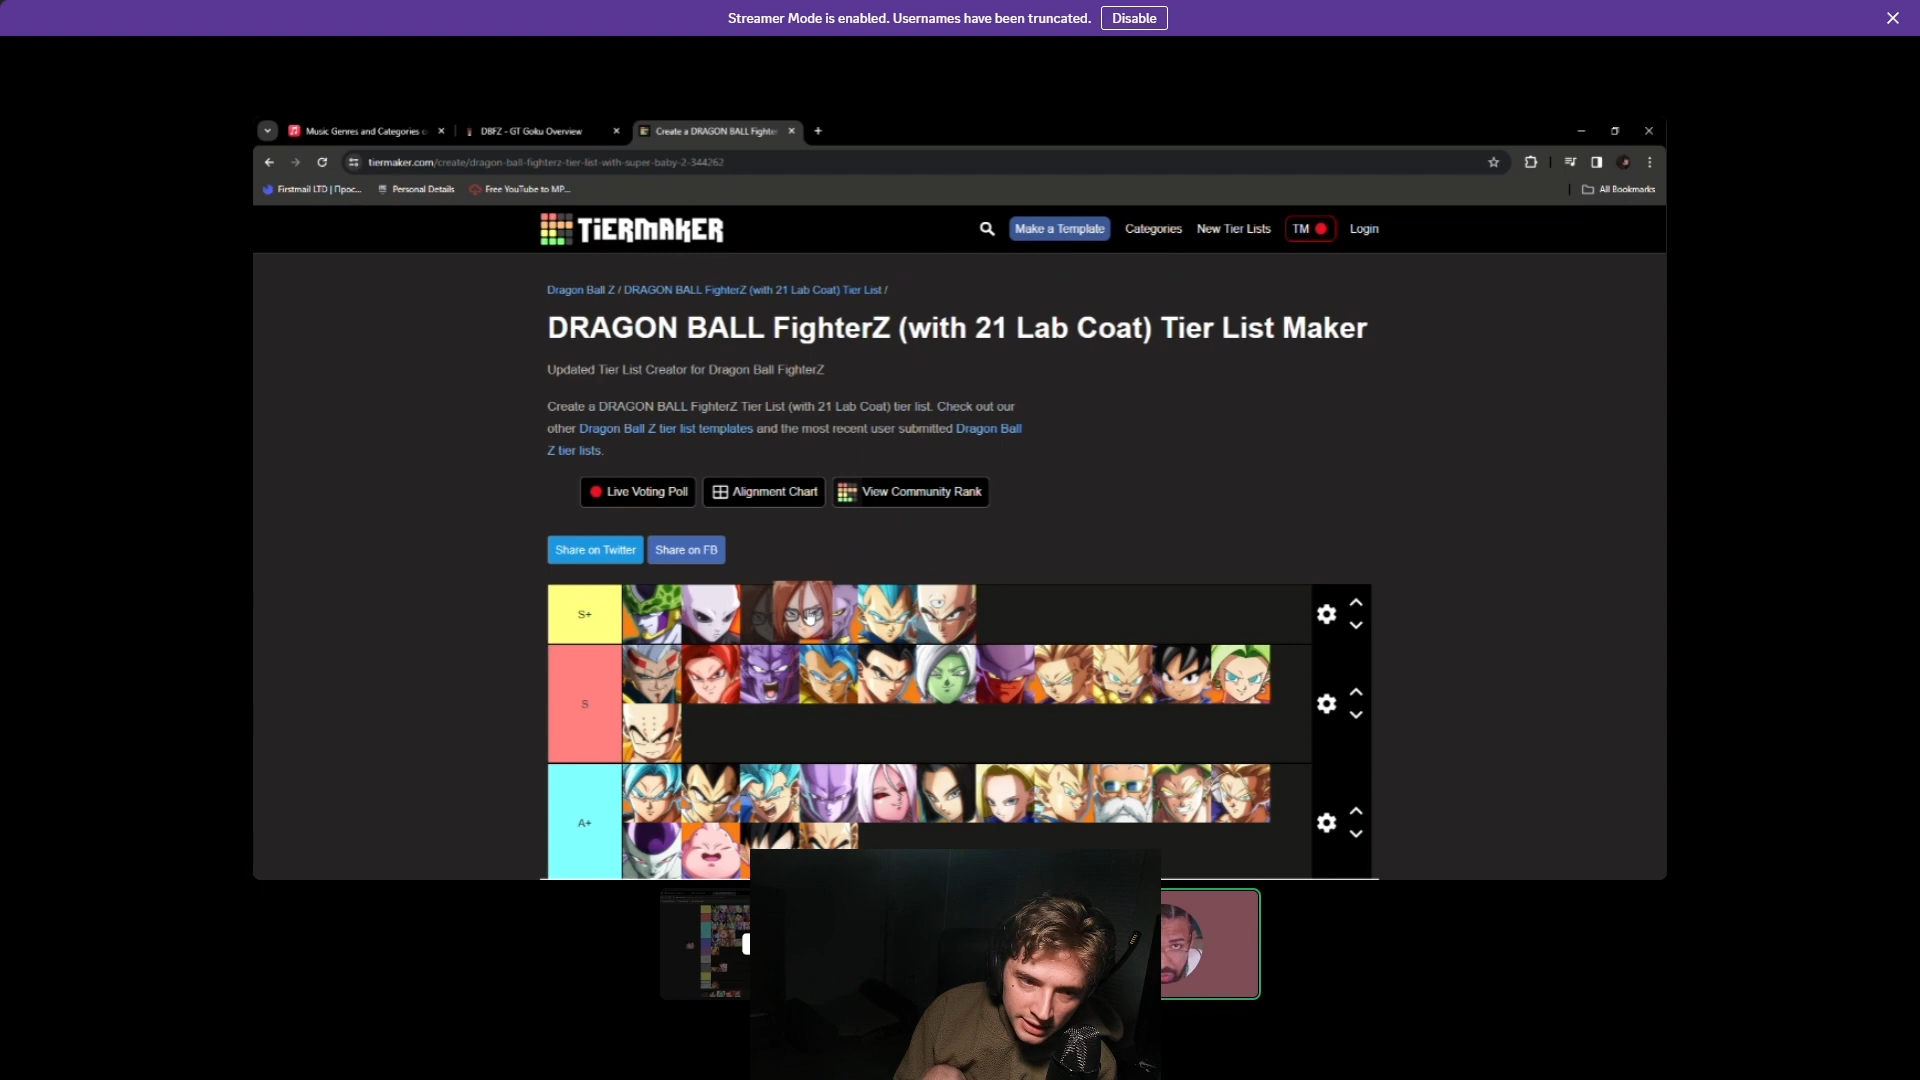 Streamer Mode is enabled. Usernames have been truncated. Disable
Music Genres and Categories
DBFZ - GT Goku Overview
Create a DRAGON BALL Fighter
tiermaker.com/create/dragon-ball-fighterz-tier-list-with-super-baby-2-344262
Firstmail LTD | Прос... Personal Details Free YouTube to MP... All Bookmarks
TiERMAKER
Make a Template Categories New Tier Lists TM Login
Dragon Ball Z / DRAGON BALL FighterZ (with 21 Lab Coat) Tier List /
DRAGON BALL FighterZ (with 21 Lab Coat) Tier List Maker
Updated Tier List Creator for Dragon Ball FighterZ
Create a DRAGON BALL FighterZ Tier List (with 21 Lab Coat) tier list. Check out our
other Dragon Ball Z tier list templates and the most recent user submitted Dragon Ball
Z tier lists.
Live Voting Poll Alignment Chart View Community Rank
Share on Twitter Share on FB
S+
S
A+